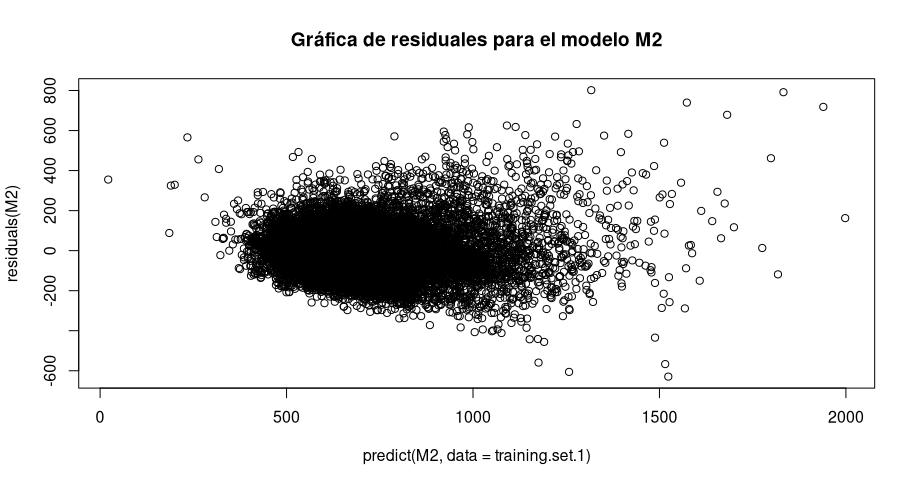 Gráfica de residuales para el modelo M2
residuals(M2)
800
600
400
200
0
-200
-600
0 500 1000 1500 2000
predict(M2, data = training.set.1)